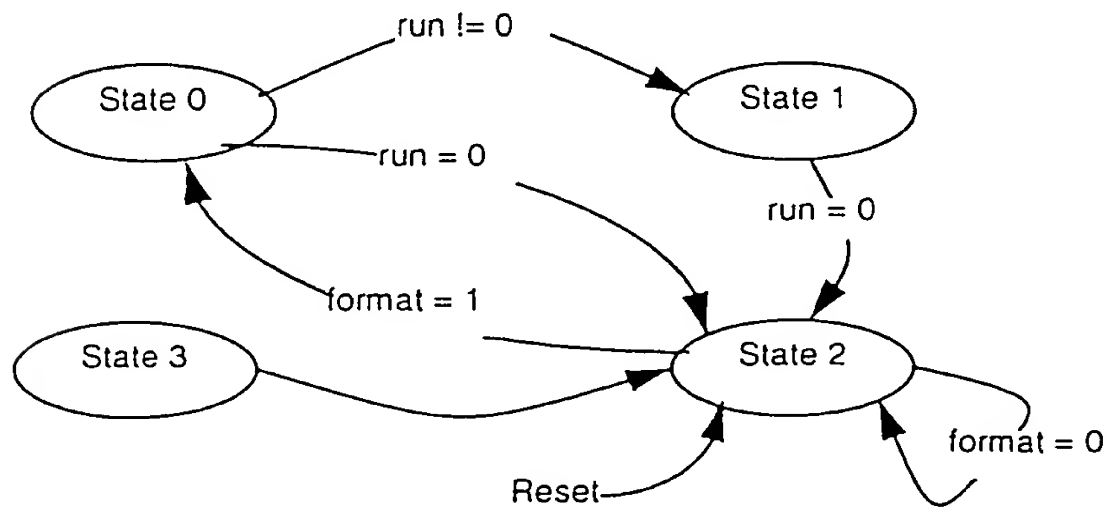 run != 0
State 0
State 1
run = 0
run = 0
format = 1
State 3
State 2
format = 0
Reset